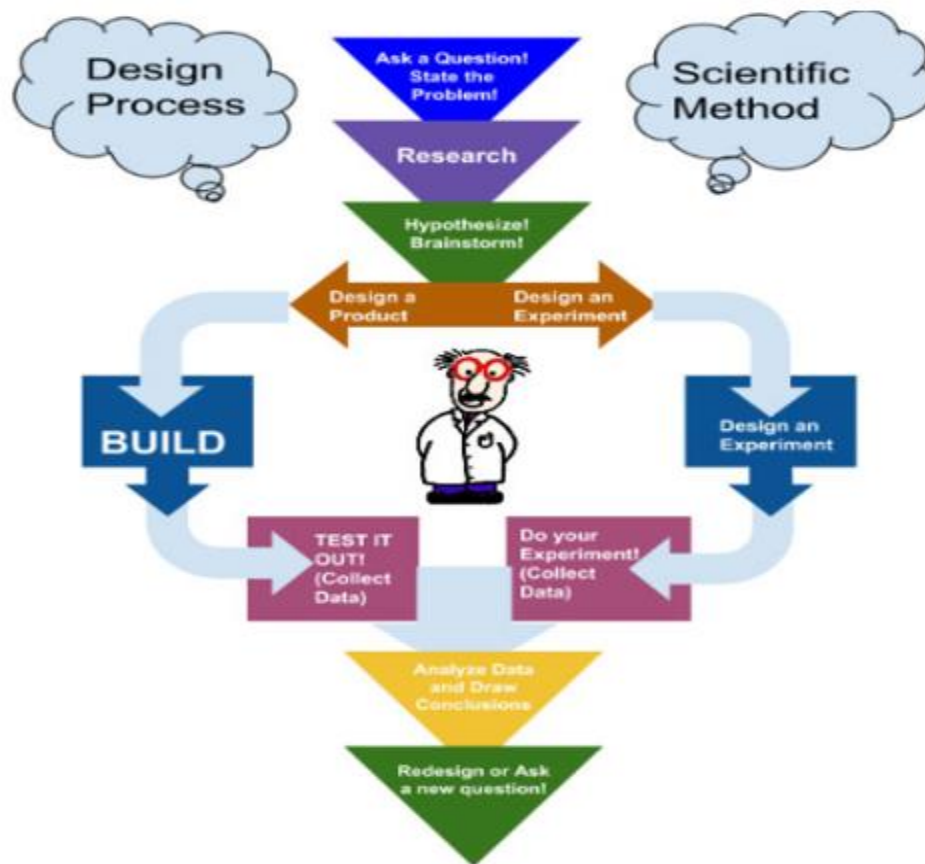 Design
Process
Scientific
Method
Ask a Question!
State the
Problem!
Research
Hypothesize!
Brainstorm!
Design a
Product
Design an
Experiment
BUILD
Design an
Experiment
TEST IT
OUT!
(Collect
Data)
Do your
Experiment!
(Collect
Data)
Analyze Data
and Draw
Conclusions
Redesign or Ask
a new question!